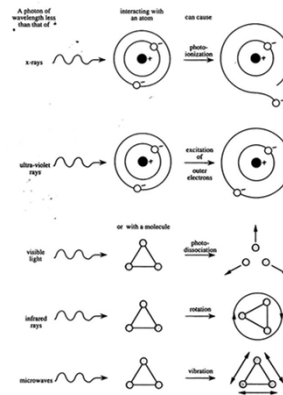 A photon of
wavelength less
than that of
interacting with
an atom
can cause
x-rays
photo-
ionization
ultra-violet
rays
excitation
of
outer
electrons
or with a molecule
visible
light
photo-
dissociation
infrared
rays
rotation
microwaves
vibration